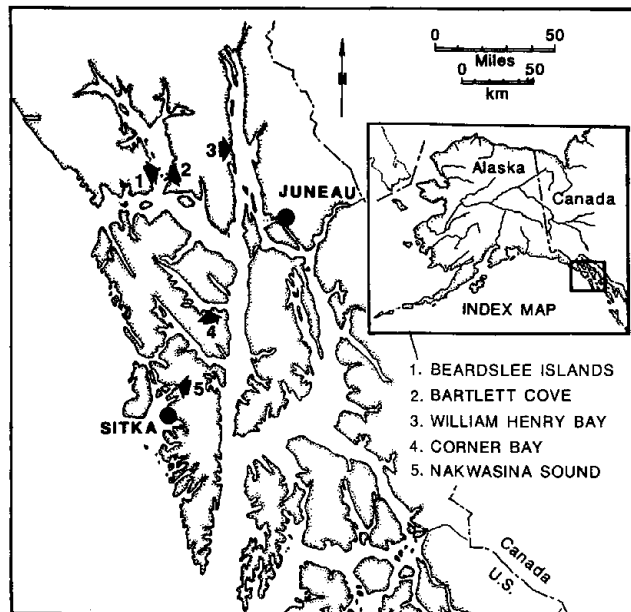 0 50
Miles
0 50
km
N
1 2
3
JUNEAU
4
5
SITKA
Alaska
Canada
INDEX MAP
1. BEARDSLEE ISLANDS
2. BARTLETT COVE
3. WILLIAM HENRY BAY
4. CORNER BAY
5. NAKWASINA SOUND
Canada
U.S.